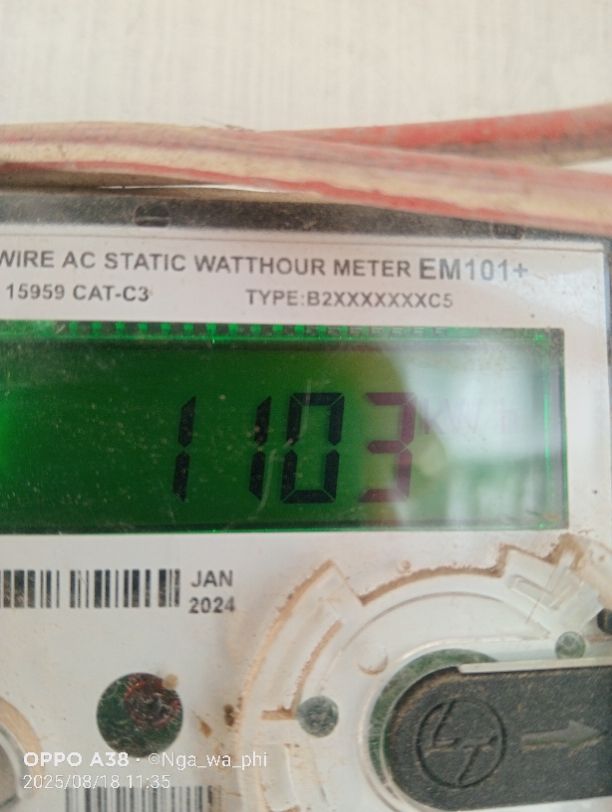 WIRE AC STATIC WATTHOUR METER EM101+
15959 CAT-C3
TYPE:B2XXXXXXXC5
1103 kWh
JAN
2024
OPPO A38 · ©Nga_wa_phi
2025/08/18 11:35